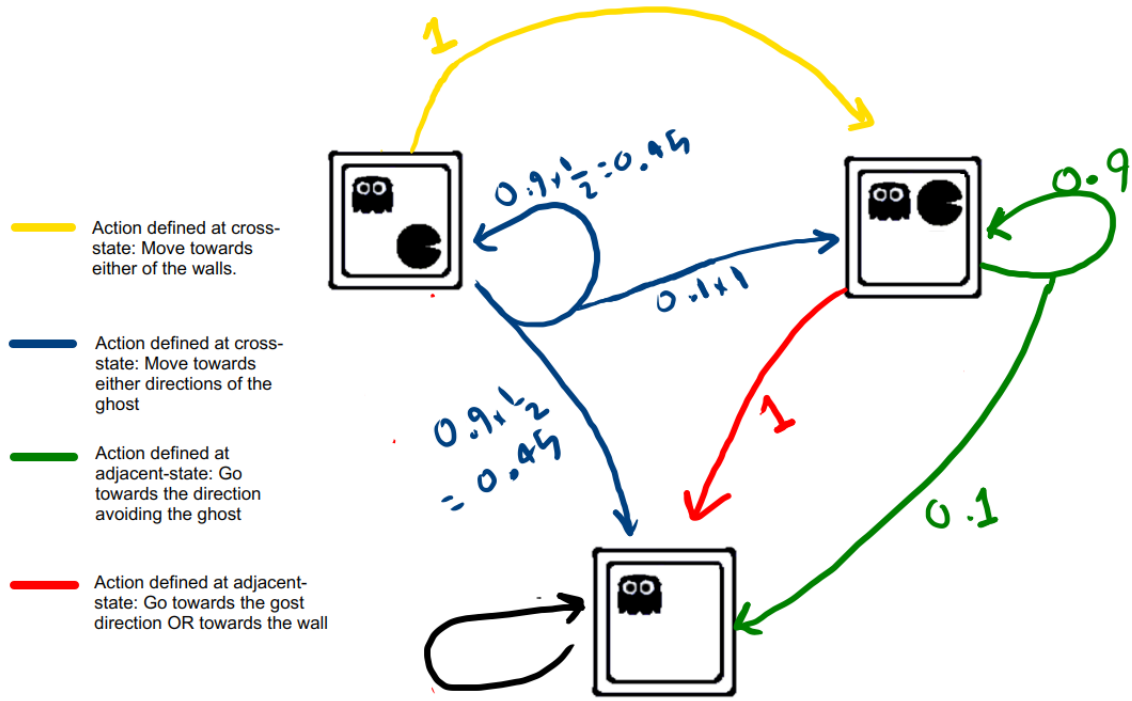 1
0.9×1/2=0.45
0.9
Action defined at cross-
state: Move towards
either of the walls.
0.1×1
Action defined at cross-
state: Move towards
either directions of the
ghost
1
0.9×1/2
= 0.45
Action defined at
adjacent-state: Go
towards the direction
avoiding the ghost
0.1
Action defined at adjacent-
state: Go towards the gost
direction OR towards the wall